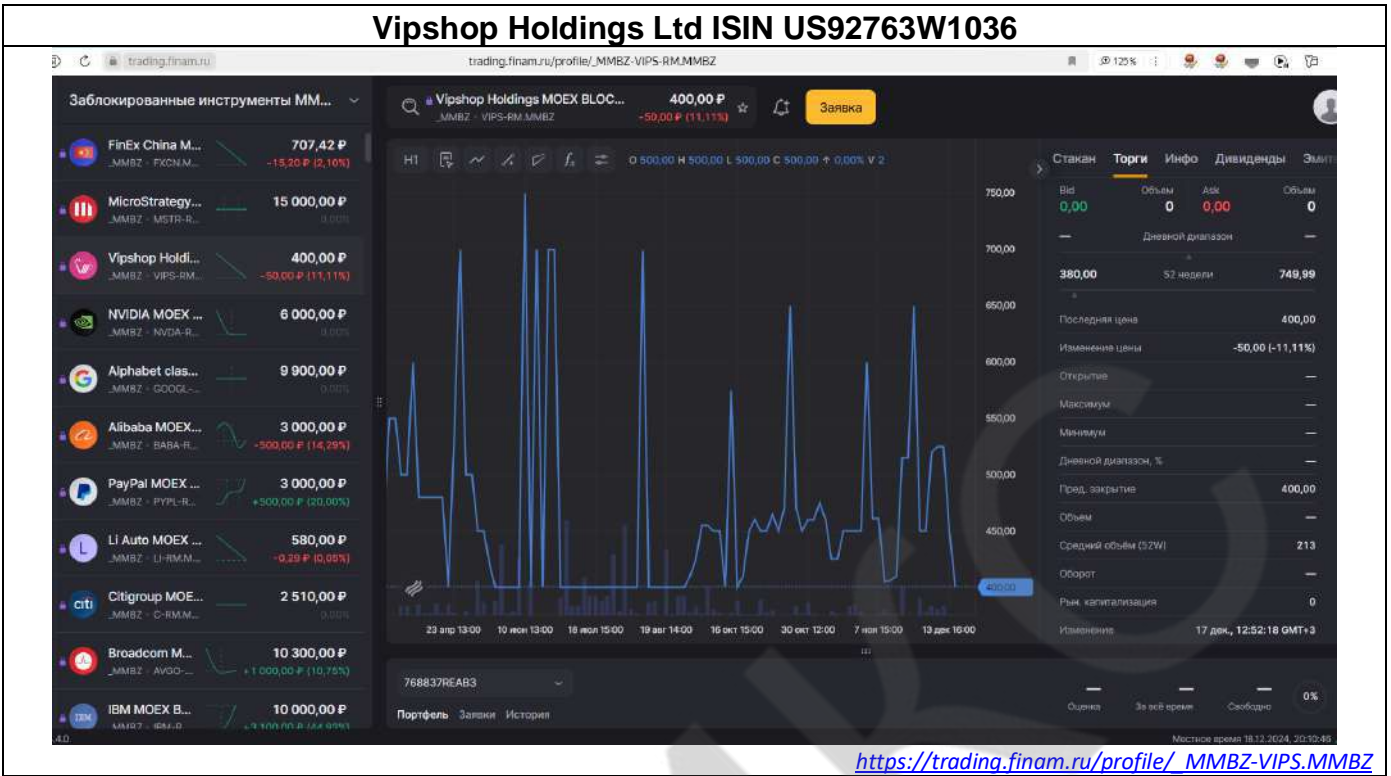 Vipshop Holdings Ltd ISIN US92763W1036
trading.finam.ru
trading.finam.ru/profile/_MMBZ-VIPS-RM.MMBZ
125%
Заблокированные инструменты ММ...
Vipshop Holdings MOEX BLOC...
_MMBZ · VIPS-RM.MMBZ
400,00 ₽
-50,00 ₽ (11,11%)
Заявка
FinEx China M...
707,42 ₽
_MMBZ · FXCN.M...
-15,20 ₽ (2,10%)
MicroStrategy...
15 000,00 ₽
_MMBZ · MSTR-R...
0,00%
Vipshop Holdi...
400,00 ₽
_MMBZ · VIPS-RM...
-50,00 ₽ (11,11%)
NVIDIA MOEX ...
6 000,00 ₽
_MMBZ · NVDA-R...
0,00%
Alphabet clas...
9 900,00 ₽
_MMBZ · GOOGL-...
0,00%
Alibaba MOEX...
3 000,00 ₽
_MMBZ · BABA-R...
-500,00 ₽ (14,29%)
PayPal MOEX ...
3 000,00 ₽
_MMBZ · PYPL-R...
+500,00 ₽ (20,00%)
Li Auto MOEX ...
580,00 ₽
_MMBZ · LI-RM.M...
-0,29 ₽ (0,05%)
Citigroup MOE...
2 510,00 ₽
_MMBZ · C-RM.M...
0,00%
Broadcom M...
10 300,00 ₽
_MMBZ · AVGO-...
+1 000,00 ₽ (10,75%)
IBM MOEX B...
10 000,00 ₽
H1
O 500,00 H 500,00 L 500,00 C 500,00 ↑ 0,00% V 2
750,00
700,00
650,00
600,00
550,00
500,00
450,00
400,00
23 апр 13:00 10 июн 13:00 18 июл 15:00 19 авг 14:00 16 окт 15:00 30 окт 12:00 7 ноя 15:00 13 дек 16:00
768837REAB3
Портфель Заявки История
Стакан Торги Инфо Дивиденды Эмит
Bid Объем Ask Объем
0,00 0 0,00 0
— Дневной диапазон —
380,00 52 недели 749,99
Последняя цена 400,00
Изменение цены -50,00 (-11,11%)
Открытие —
Максимум —
Минимум —
Дневной диапазон, % —
Пред. закрытие 400,00
Объем —
Средний объём (52W) 213
Оборот —
Рын. капитализация 0
Изменение 17 дек., 12:52:18 GMT+3
— — — 0%
Оценка За всё время Свободно
.4.0
Местное время 18.12.2024, 20:10:46
https://trading.finam.ru/profile/_MMBZ-VIPS.MMBZ